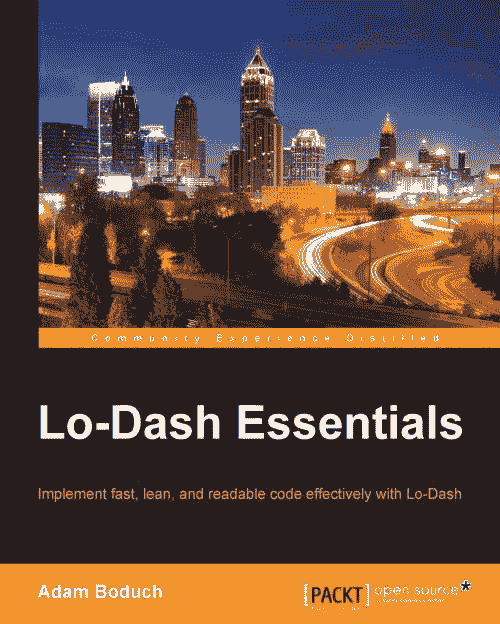 Community Experience Distilled
Lo-Dash Essentials
Implement fast, lean, and readable code effectively with Lo-Dash
Adam Boduch
[PACKT] open source*